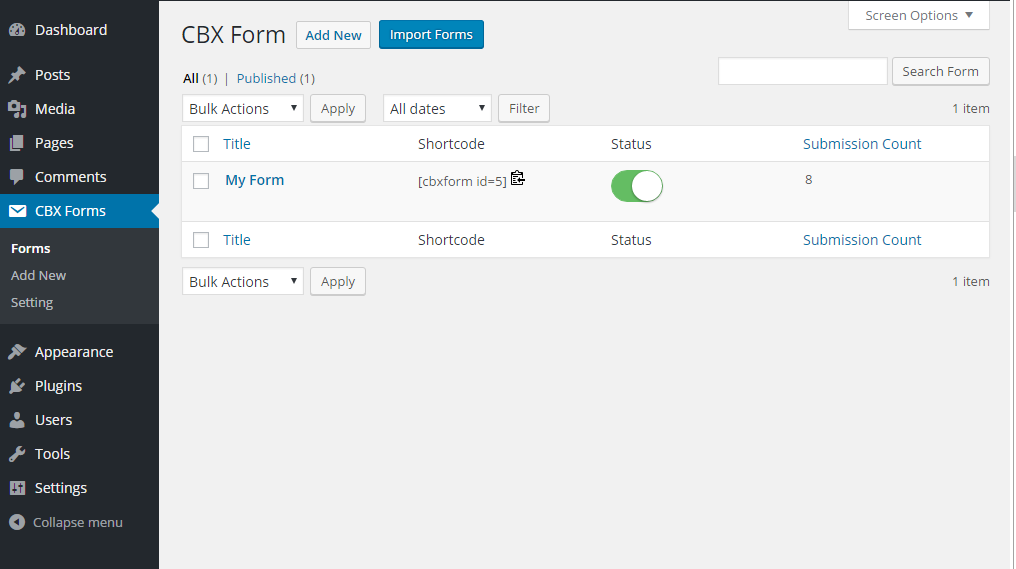 Dashboard
Posts
Media
Pages
Comments
CBX Forms
Forms
Add New
Setting
Appearance
Plugins
Users
Tools
Settings
Collapse menu
Screen Options
CBX Form Add New Import Forms
All (1) | Published (1)
Search Form
Bulk Actions Apply All dates Filter 1 item
Title Shortcode Status Submission Count
My Form [cbxform id=5] 8
Title Shortcode Status Submission Count
Bulk Actions Apply 1 item